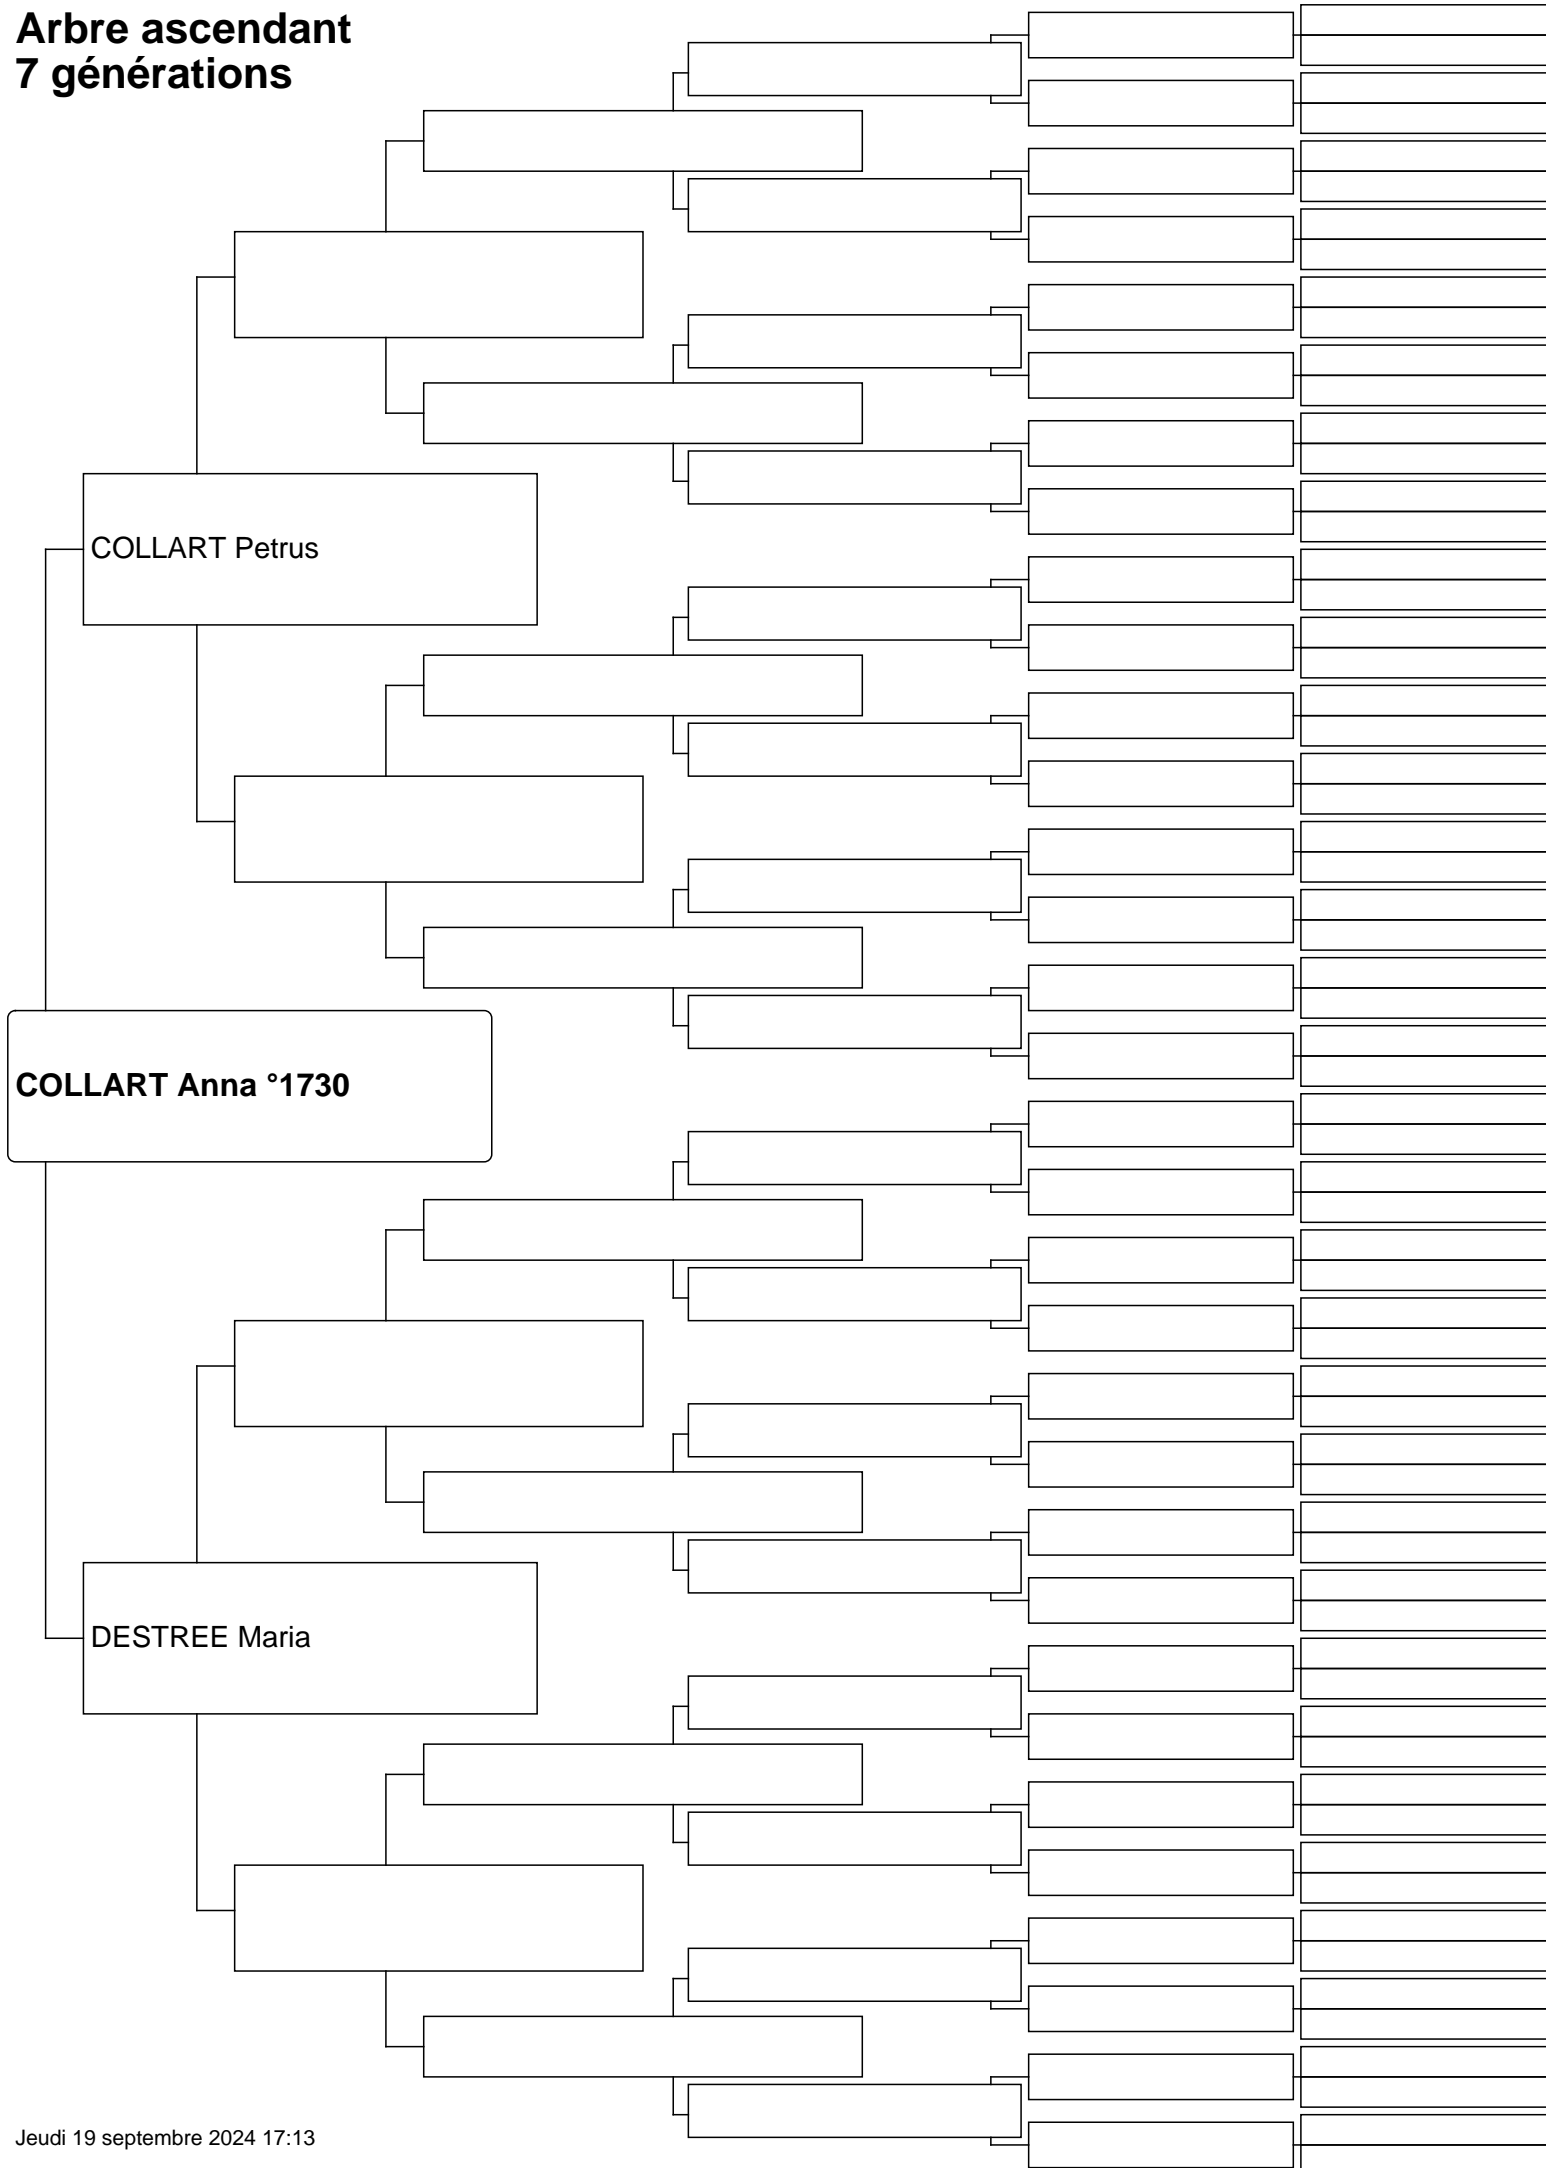 Arbre ascendant
7 générations
COLLART Petrus
COLLART Anna °1730
DESTREE Maria
Jeudi 19 septembre 2024 17:13